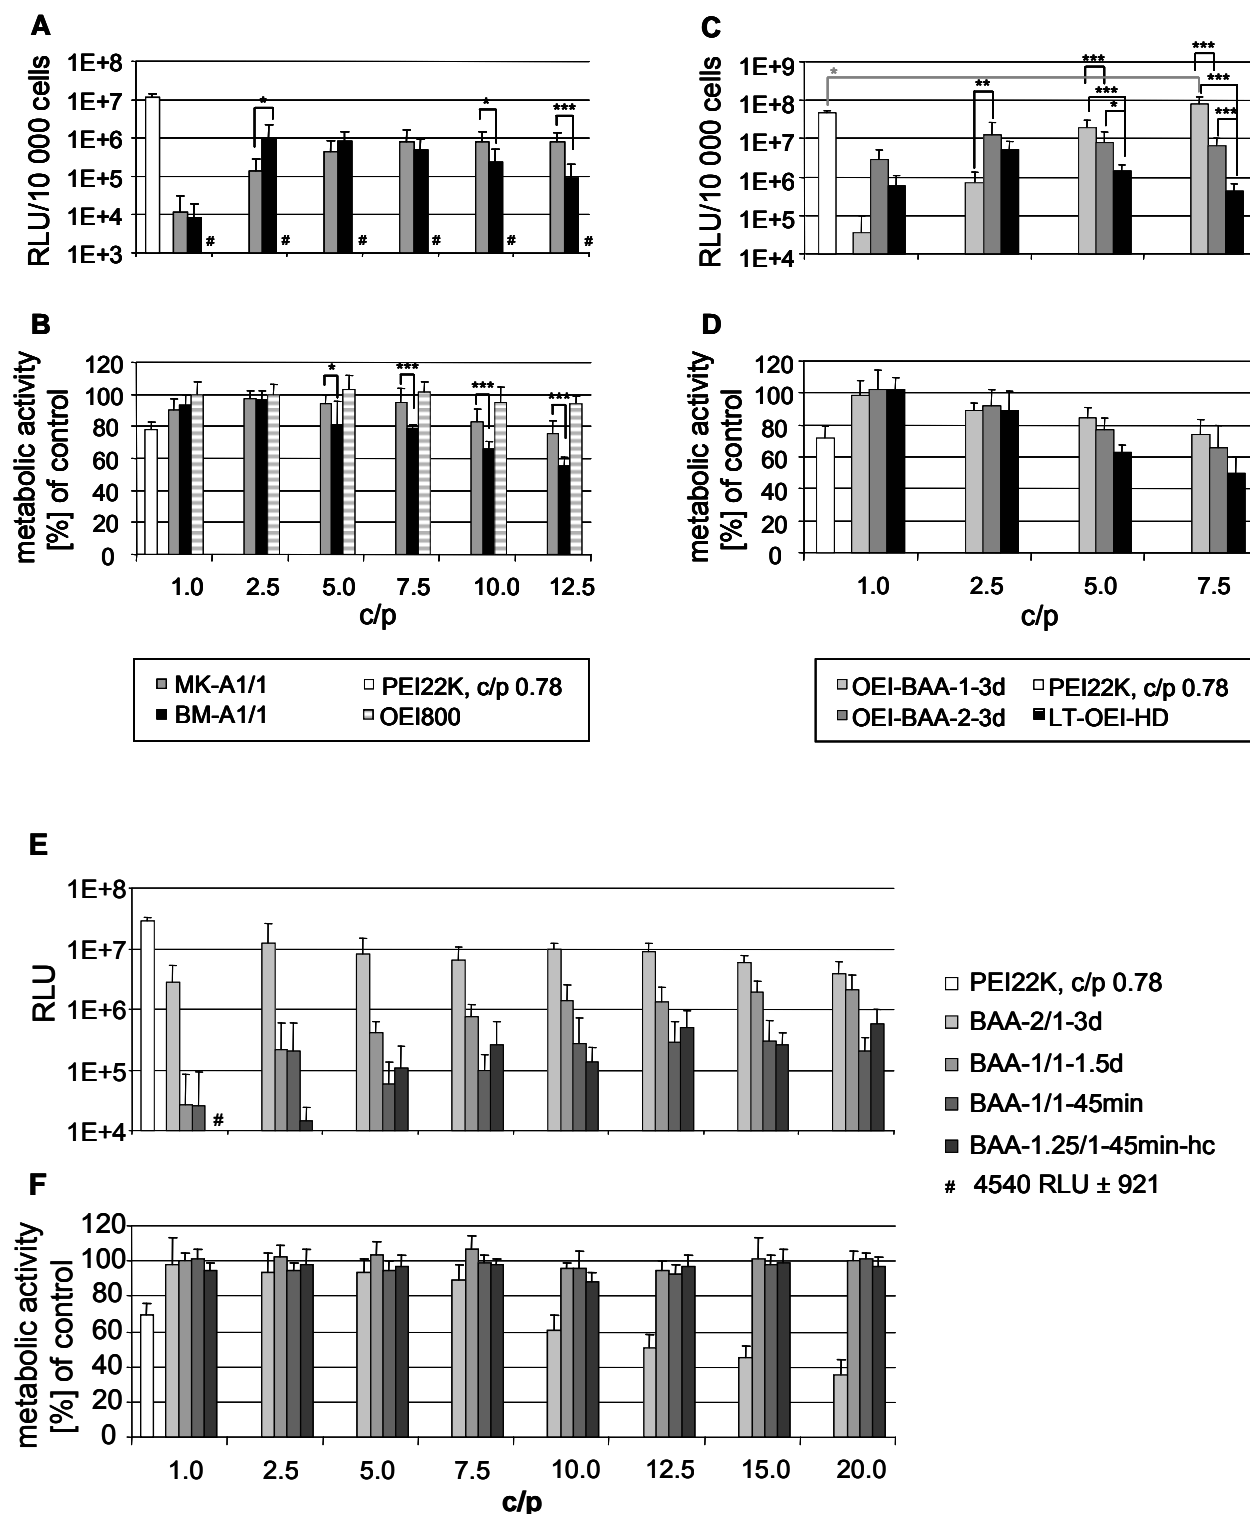 A
RLU/10 000 cells
1E+8
1E+7
1E+6
1E+5
1E+4
1E+3
* * ***
# # # # # #
B
metabolic activity
[%] of control
120
100
80
60
40
20
0
* *** *** ***
1.0 2.5 5.0 7.5 10.0 12.5
c/p
MK-A1/1 PEI22K, c/p 0.78
BM-A1/1 OEI800
C
RLU/10 000 cells
1E+9
1E+8
1E+7
1E+6
1E+5
1E+4
* ** *** *** * *** *** ***
D
metabolic activity
[%] of control
120
100
80
60
40
20
0
1.0 2.5 5.0 7.5
c/p
OEI-BAA-1-3d PEI22K, c/p 0.78
OEI-BAA-2-3d LT-OEI-HD
E
RLU
1E+8
1E+7
1E+6
1E+5
1E+4
#
PEI22K, c/p 0.78
BAA-2/1-3d
BAA-1/1-1.5d
BAA-1/1-45min
BAA-1.25/1-45min-hc
# 4540 RLU ± 921
F
metabolic activity
[%] of control
120
100
80
60
40
20
0
1.0 2.5 5.0 7.5 10.0 12.5 15.0 20.0
c/p